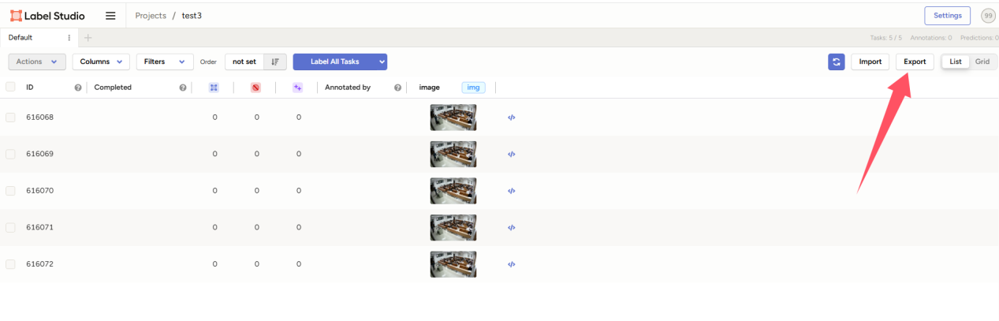 Label Studio Projects / test3 Settings 99
Default Tasks: 5 / 5 Annotations: 0 Predictions: 0
Actions Columns Filters Order not set Label All Tasks Import Export List Grid
ID Completed Annotated by image img
616068 0 0 0 </>
616069 0 0 0 </>
616070 0 0 0 </>
616071 0 0 0 </>
616072 0 0 0 </>